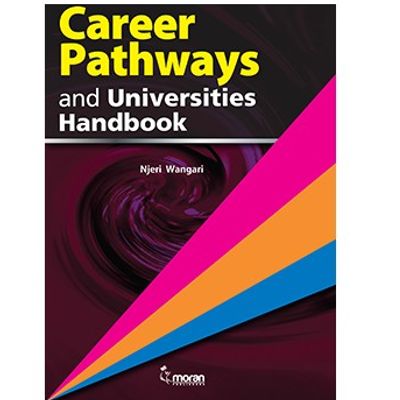 Career
Pathways
and Universities
Handbook
Njeri Wangari
moran
PUBLISHERS